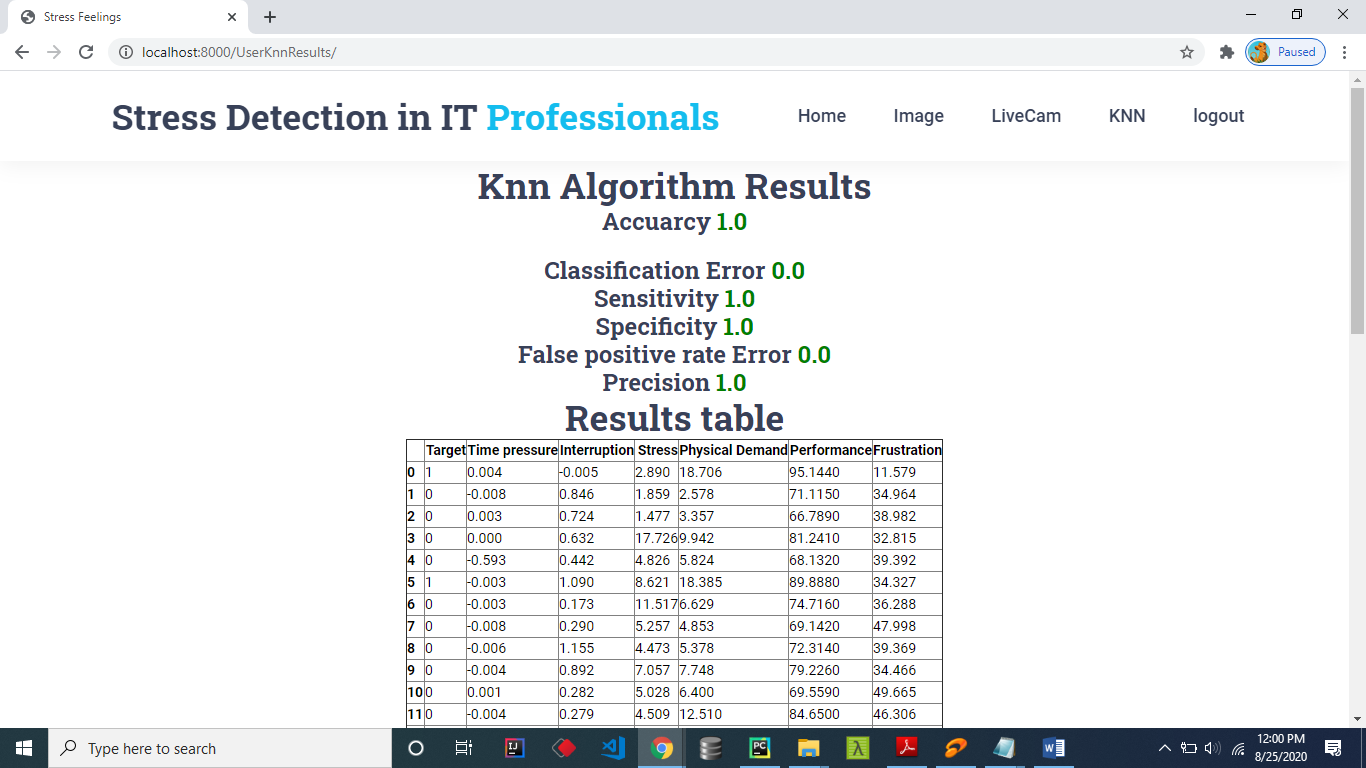 Stress Feelings
localhost:8000/UserKnnResults/
Paused
Stress Detection in IT Professionals
Home Image LiveCam KNN logout
Knn Algorithm Results
Accuarcy 1.0
Classification Error 0.0
Sensitivity 1.0
Specificity 1.0
False positive rate Error 0.0
Precision 1.0
Results table
Target Time pressure Interruption Stress Physical Demand Performance Frustration
0 1 0.004 -0.005 2.890 18.706 95.1440 11.579
1 0 -0.008 0.846 1.859 2.578 71.1150 34.964
2 0 0.003 0.724 1.477 3.357 66.7890 38.982
3 0 0.000 0.632 17.726 9.942 81.2410 32.815
4 0 -0.593 0.442 4.826 5.824 68.1320 39.392
5 1 -0.003 1.090 8.621 18.385 89.8880 34.327
6 0 -0.003 0.173 11.517 6.629 74.7160 36.288
7 0 -0.008 0.290 5.257 4.853 69.1420 47.998
8 0 -0.006 1.155 4.473 5.378 72.3140 39.369
9 0 -0.004 0.892 7.057 7.748 79.2260 34.466
10 0 0.001 0.282 5.028 6.400 69.5590 49.665
11 0 -0.004 0.279 4.509 12.510 84.6500 46.306
Type here to search
IJ
PC
λ
W
12:00 PM
8/25/2020